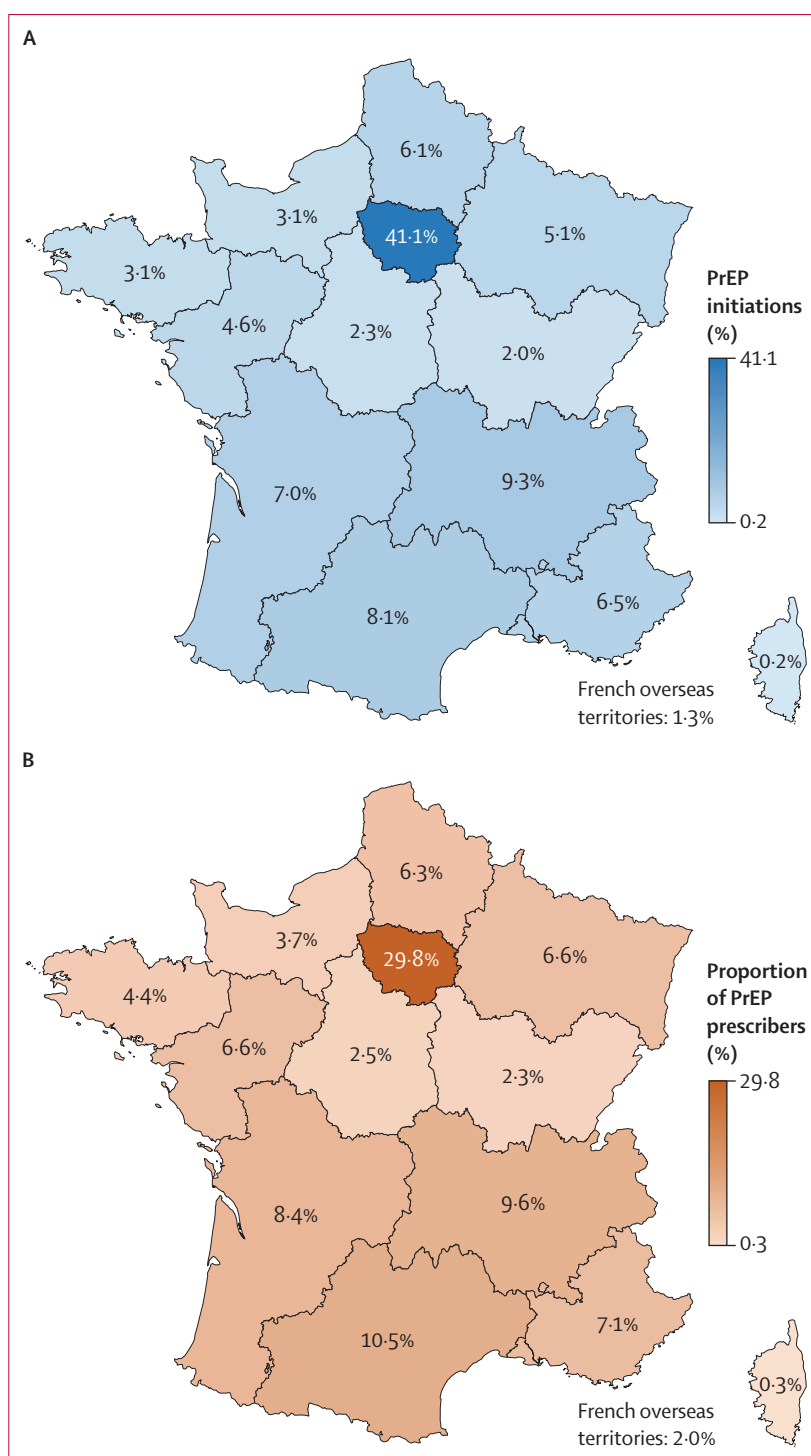 A
6·1%
3·1%
41·1%
5·1%
3·1%
4·6%
2·3%
2·0%
PrEP
initiations
(%)
41·1
0·2
7·0%
9·3%
8·1%
6·5%
0·2%
French overseas
territories: 1·3%
B
6·3%
3·7%
29·8%
6·6%
4·4%
6·6%
2·5%
2·3%
Proportion
of PrEP
prescribers
(%)
29·8
0·3
8·4%
9·6%
10·5%
7·1%
0·3%
French overseas
territories: 2·0%